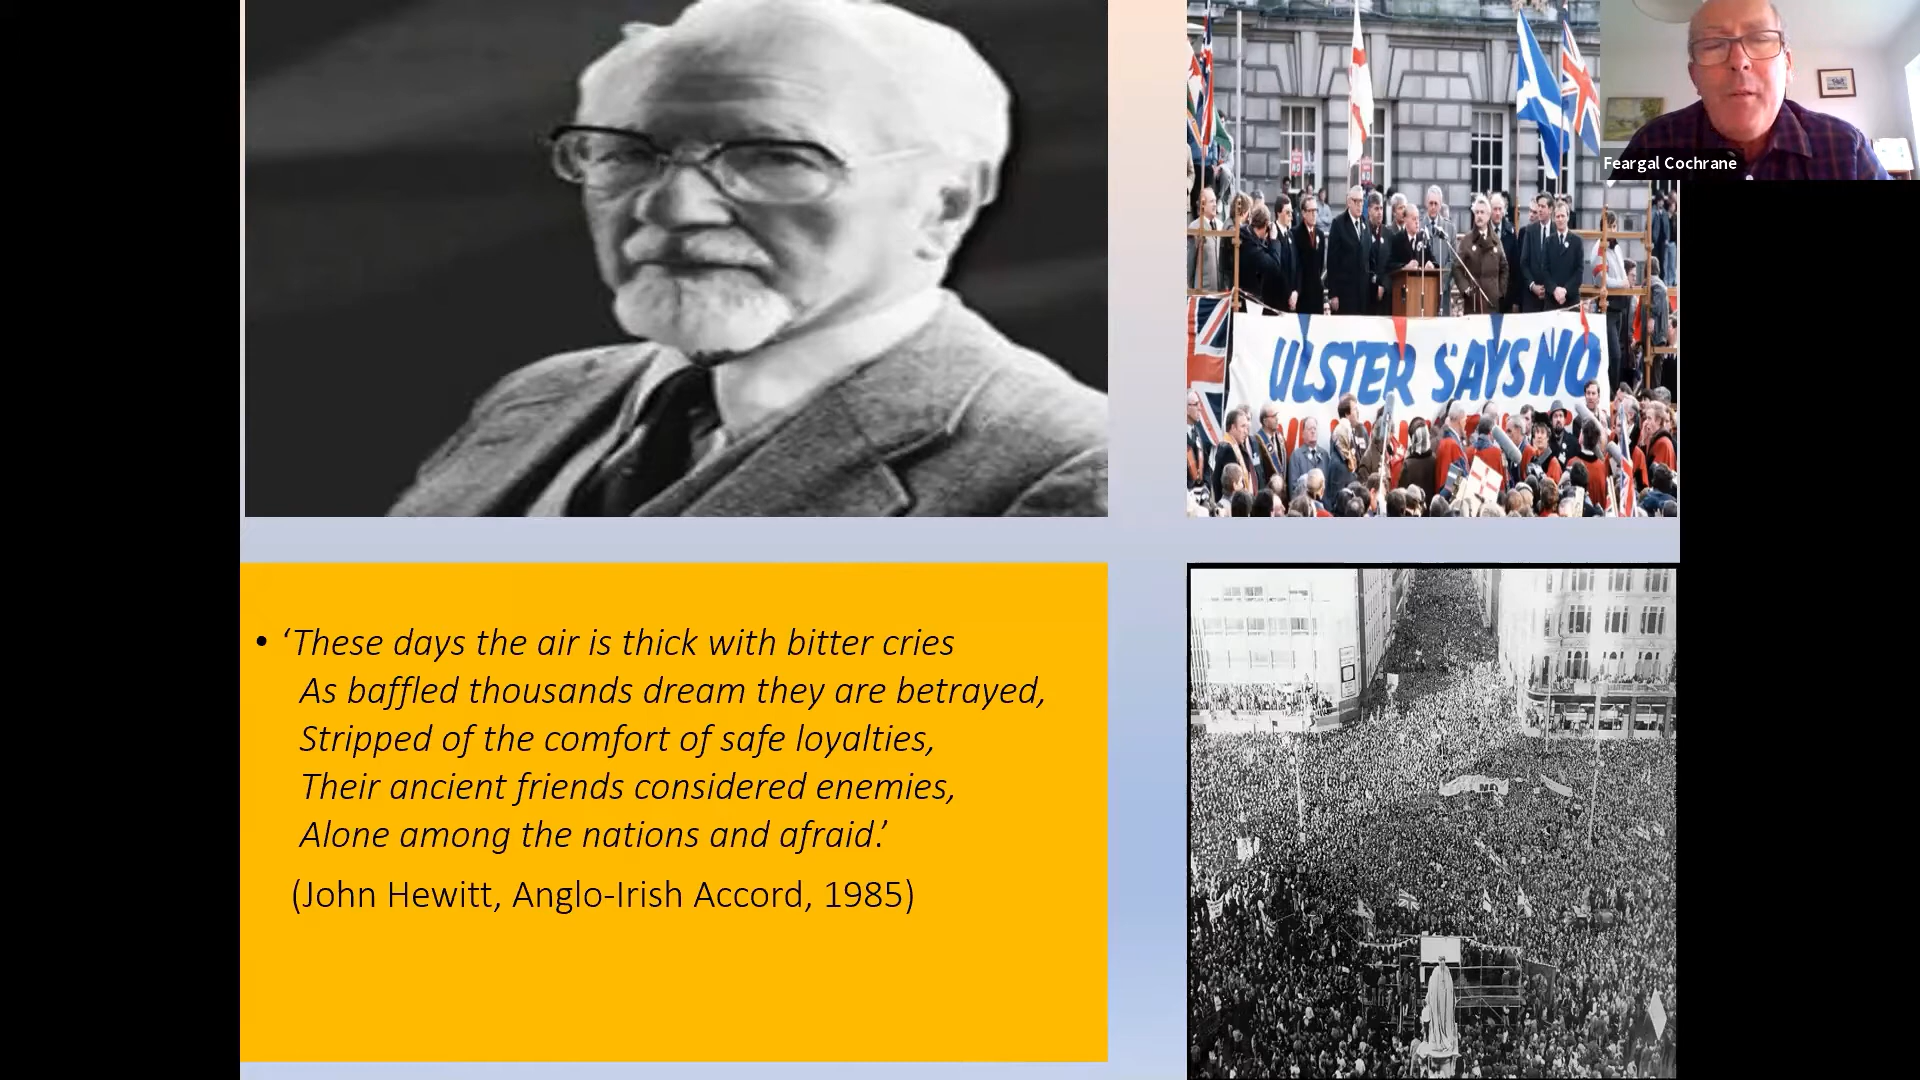 Feargal Cochrane
ULSTER SAYS NO
• ‘These days the air is thick with bitter cries
As baffled thousands dream they are betrayed,
Stripped of the comfort of safe loyalties,
Their ancient friends considered enemies,
Alone among the nations and afraid.’
(John Hewitt, Anglo-Irish Accord, 1985)
NO